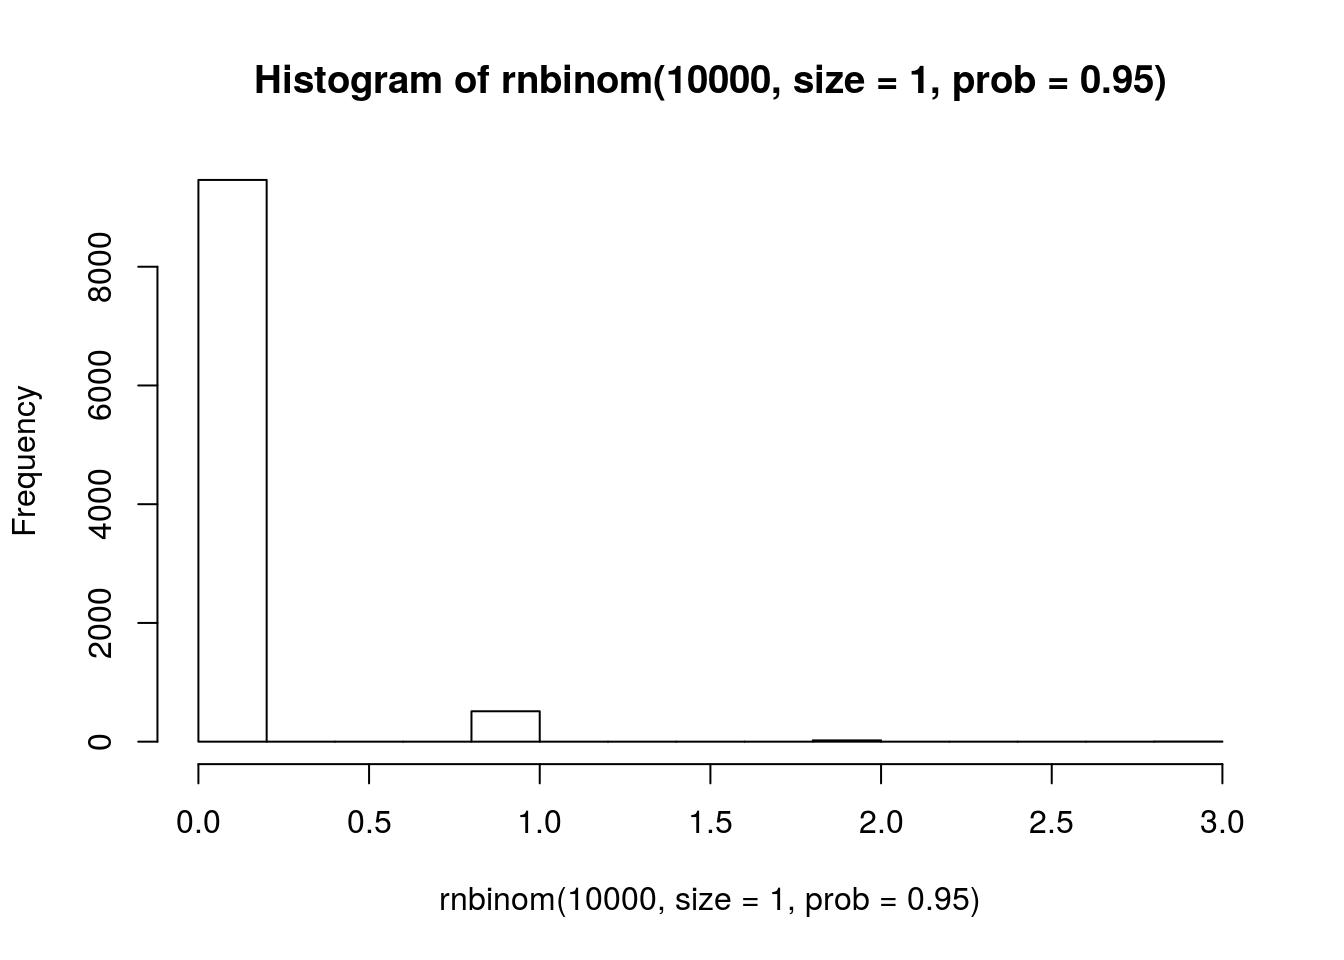 Histogram of rnbinom(10000, size = 1, prob = 0.95)
Frequency
8000
6000
4000
2000
0
0.0 0.5 1.0 1.5 2.0 2.5 3.0
rnbinom(10000, size = 1, prob = 0.95)